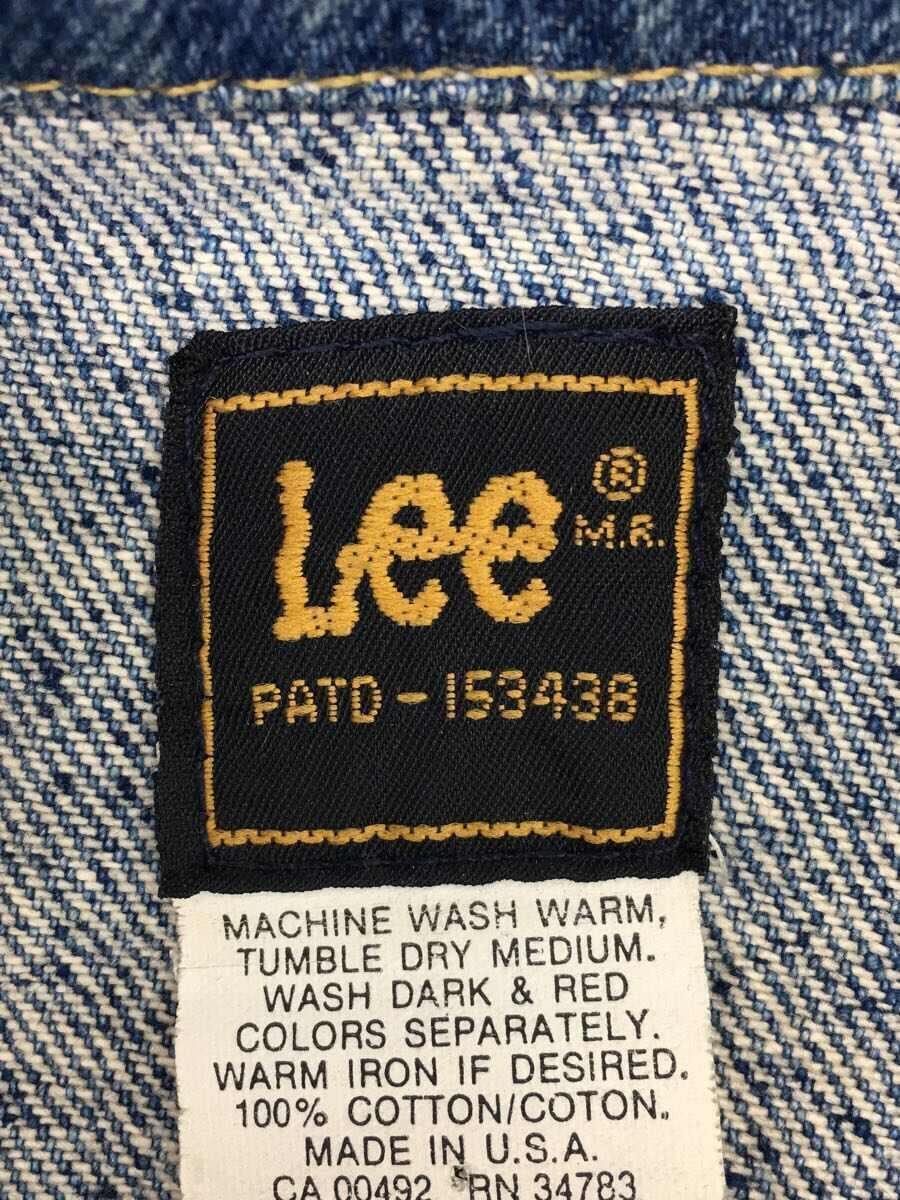 Lee ®
M.R.
PATD-153438
MACHINE WASH WARM,
TUMBLE DRY MEDIUM.
WASH DARK & RED
COLORS SEPARATELY.
WARM IRON IF DESIRED.
100% COTTON/COTON.
MADE IN U.S.A.
CA 00492 RN 34783